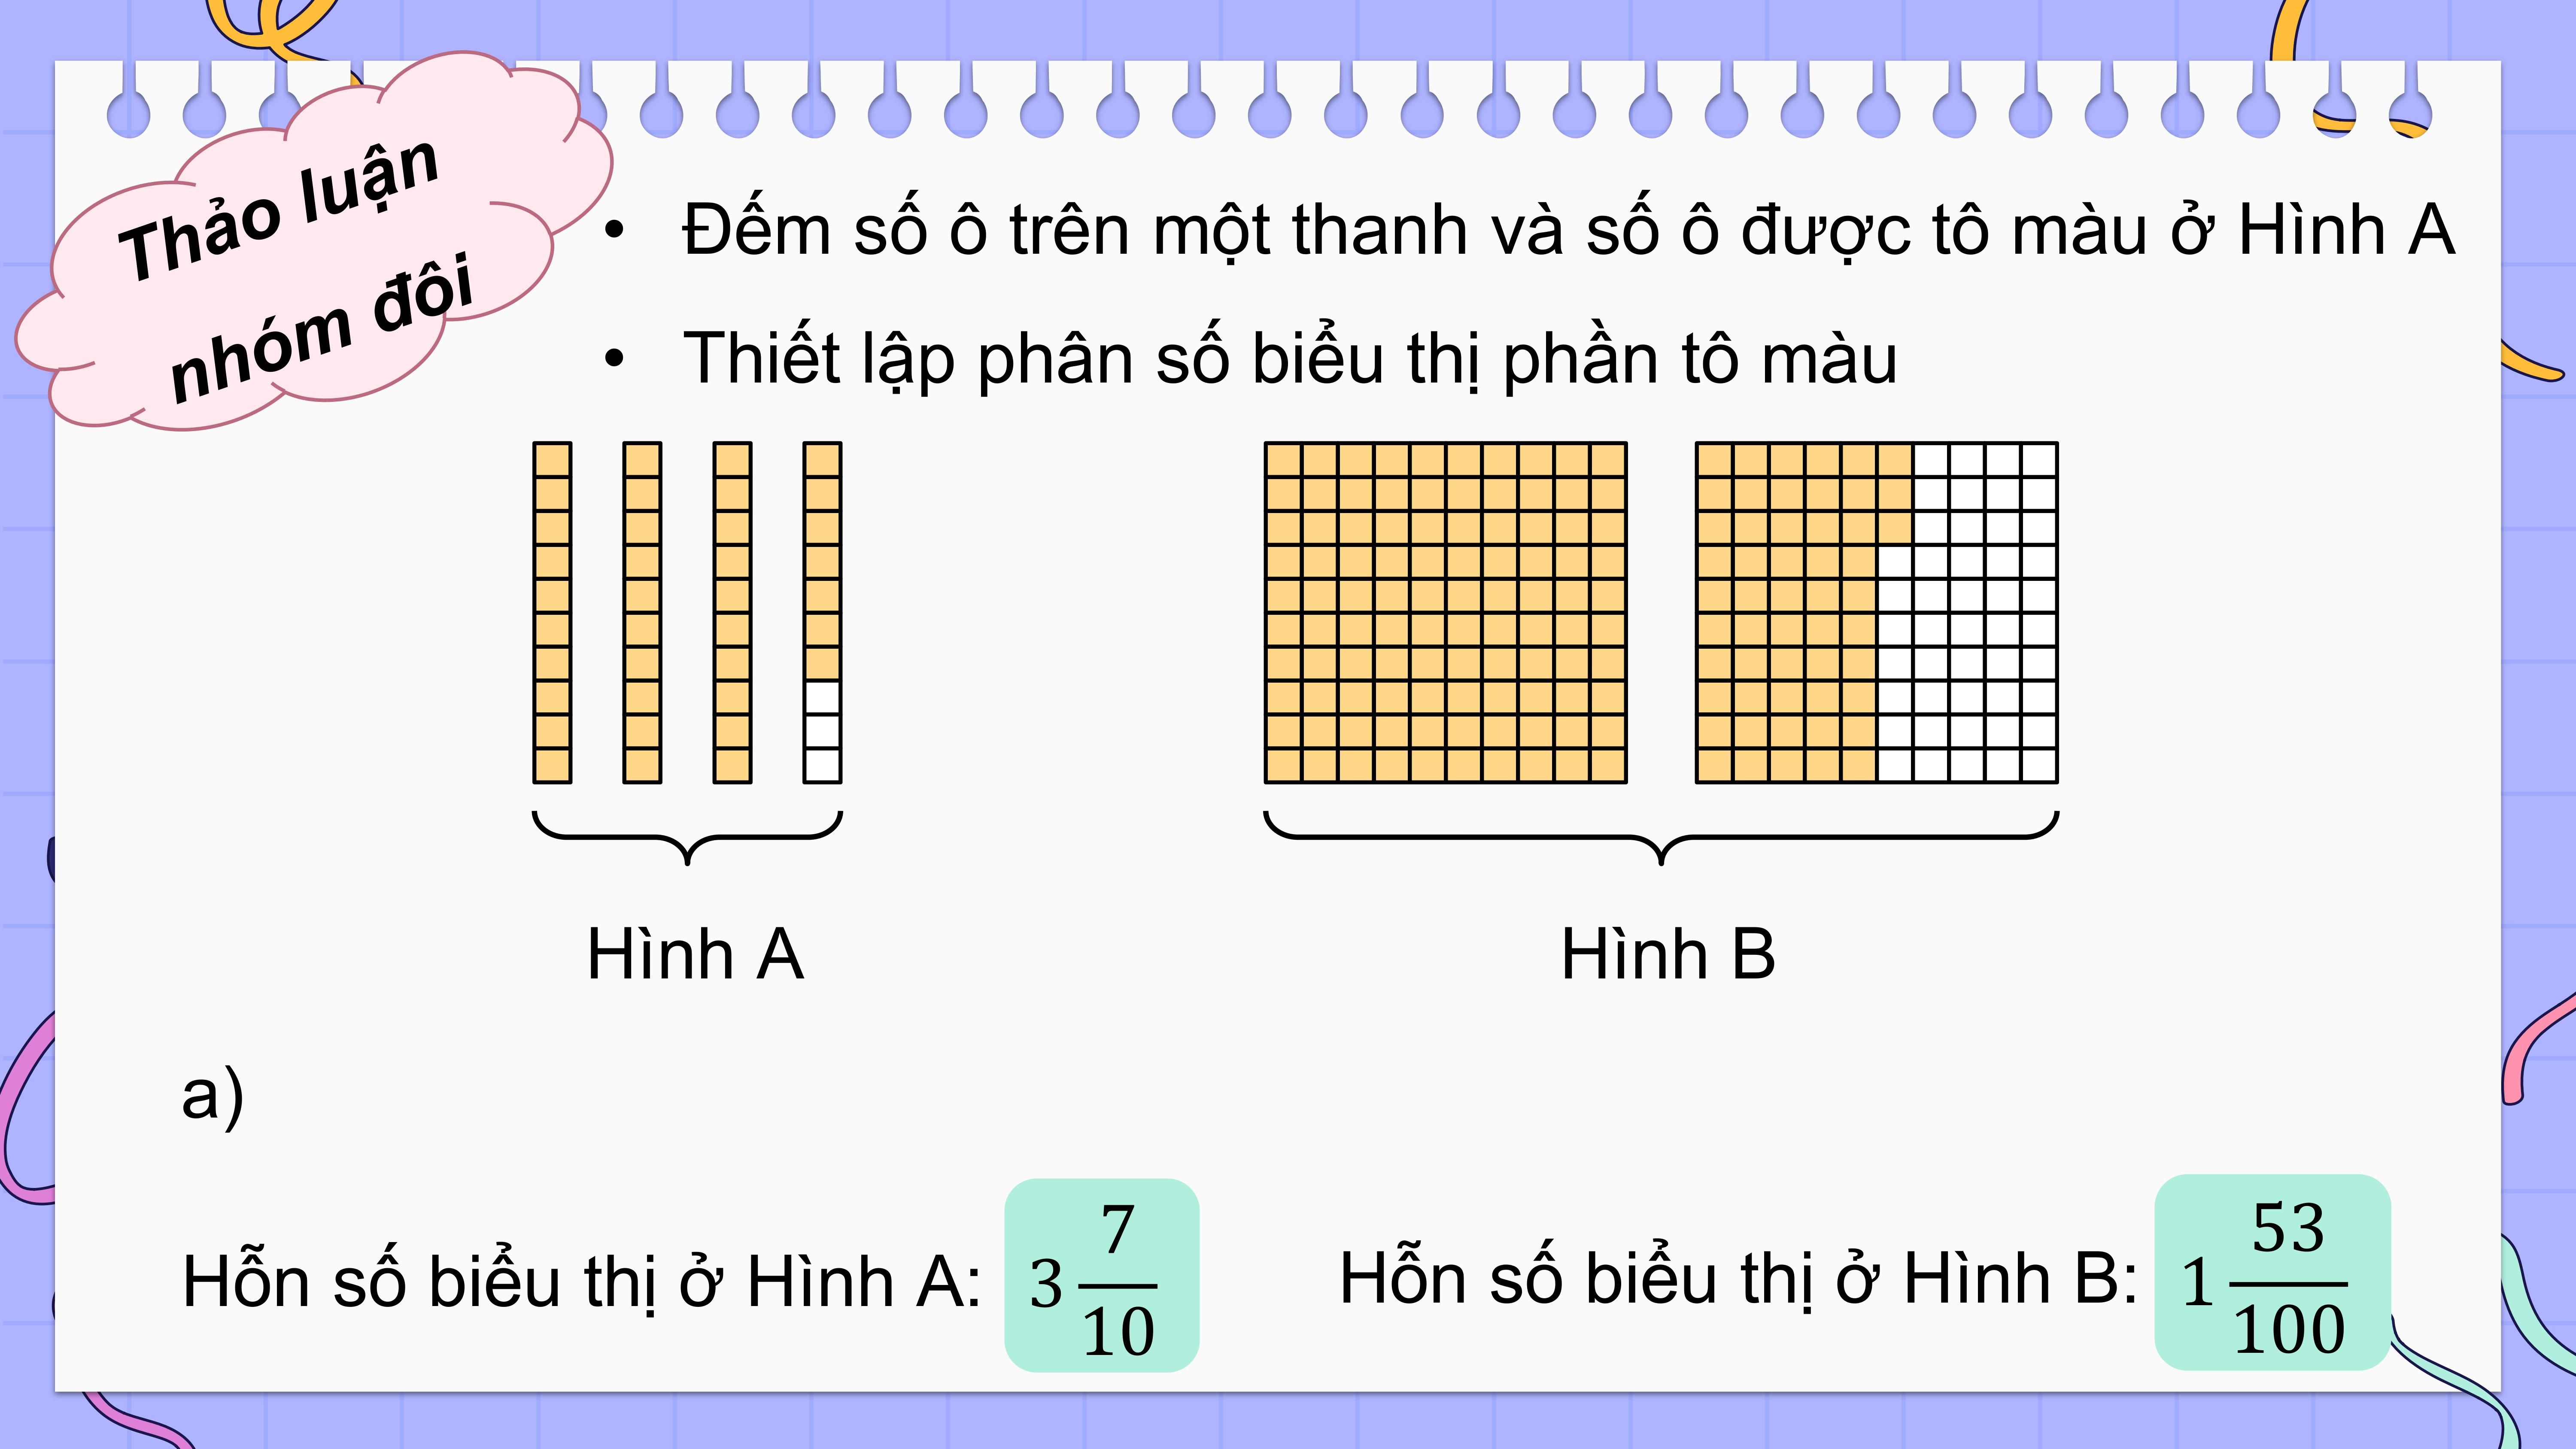 Thảo luận
nhóm đôi
• Đếm số ô trên một thanh và số ô được tô màu ở Hình A
• Thiết lập phân số biểu thị phần tô màu
Hình A
Hình B
a)
Hỗn số biểu thị ở Hình A: 3 7/10
Hỗn số biểu thị ở Hình B: 1 53/100